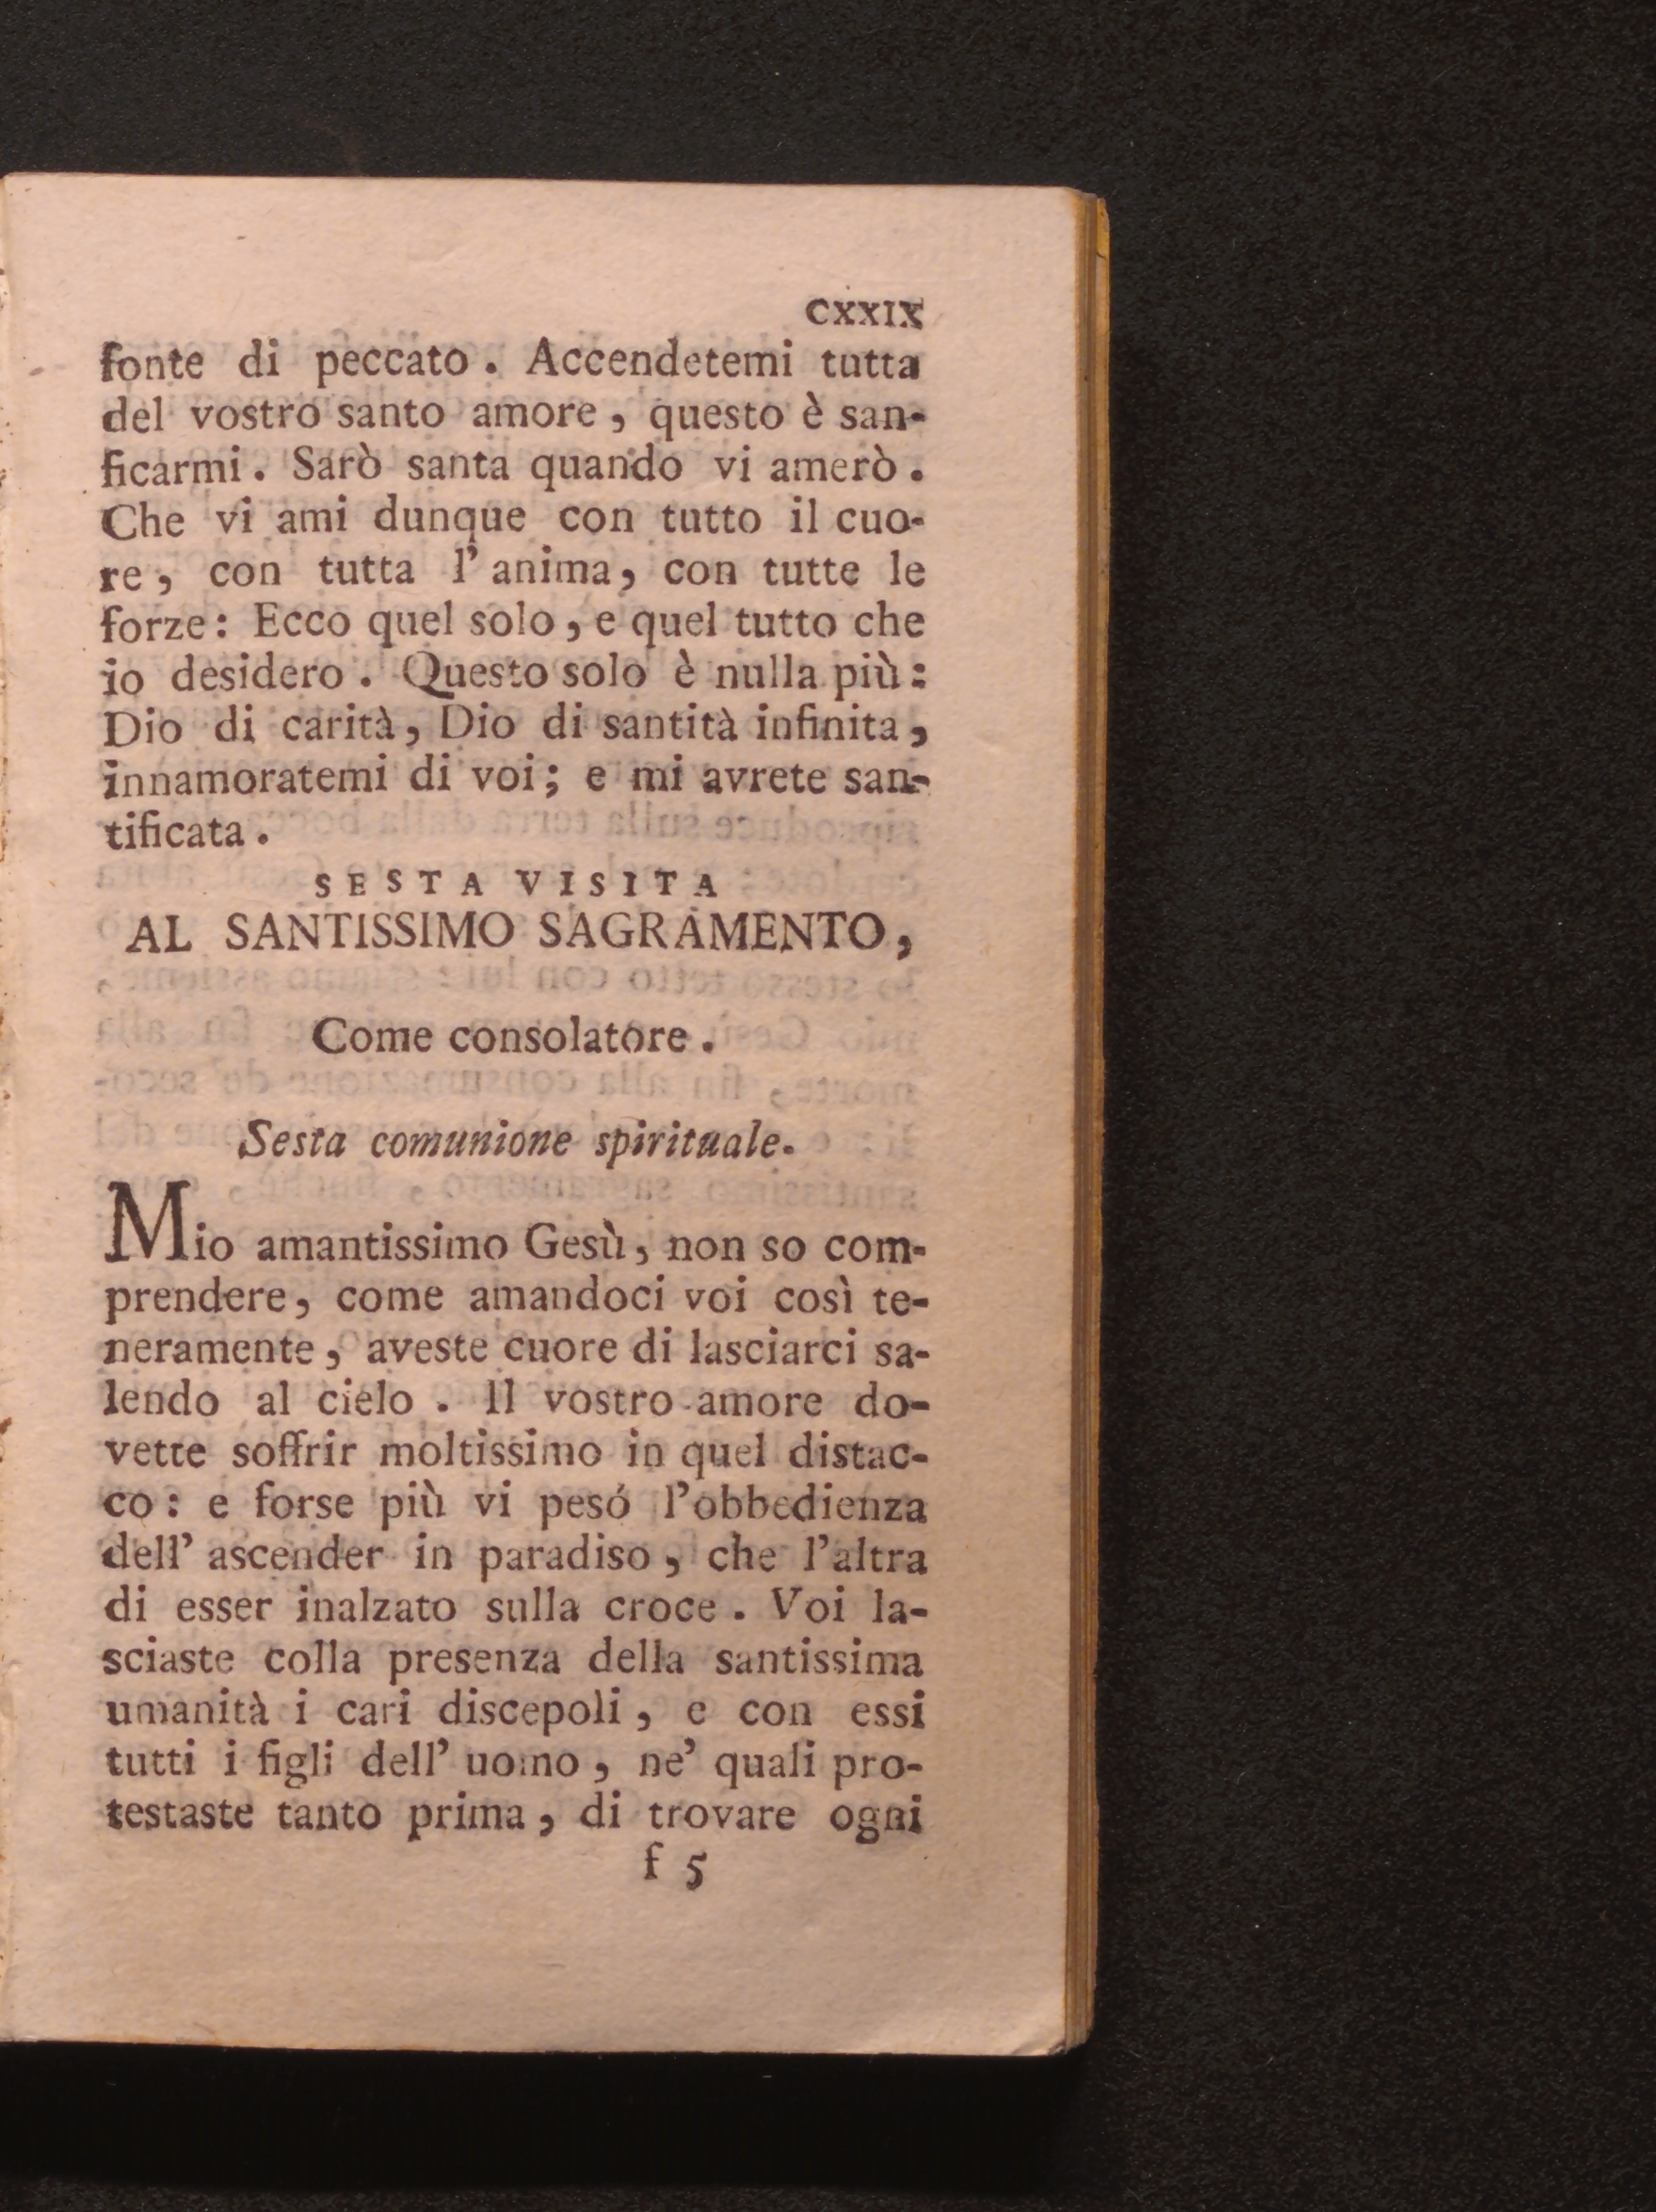 CXXIX
fonte di peccato. Accendetemi tutta
del vostro santo amore, questo è san-
ficarmi. Sarò santa quando vi amerò.
Che vi ami dunque con tutto il cuo-
re, con tutta l'anima, con tutte le
forze: Ecco quel solo, e quel tutto che
io desidero. Questo solo è nulla più:
Dio di carità, Dio di santità infinita,
innamoratemi di voi; e mi avrete san-
tificata.
SESTA VISITA
AL SANTISSIMO SAGRAMENTO,
Come consolatore.
Sesta comunione spirituale.
Mio amantissimo Gesù, non so com-
prendere, come amandoci voi così te-
neramente, aveste cuore di lasciarci sa-
lendo al cielo. Il vostro amore do-
vette soffrir moltissimo in quel distac-
co: e forse più vi pesó l'obbedienza
dell' ascender in paradiso, che l'altra
di esser inalzato sulla croce. Voi la-
sciaste colla presenza della santissima
umanità i cari discepoli, e con essi
tutti i figli dell' uomo, ne' quali pro-
testaste tanto prima, di trovare ogni
f 5